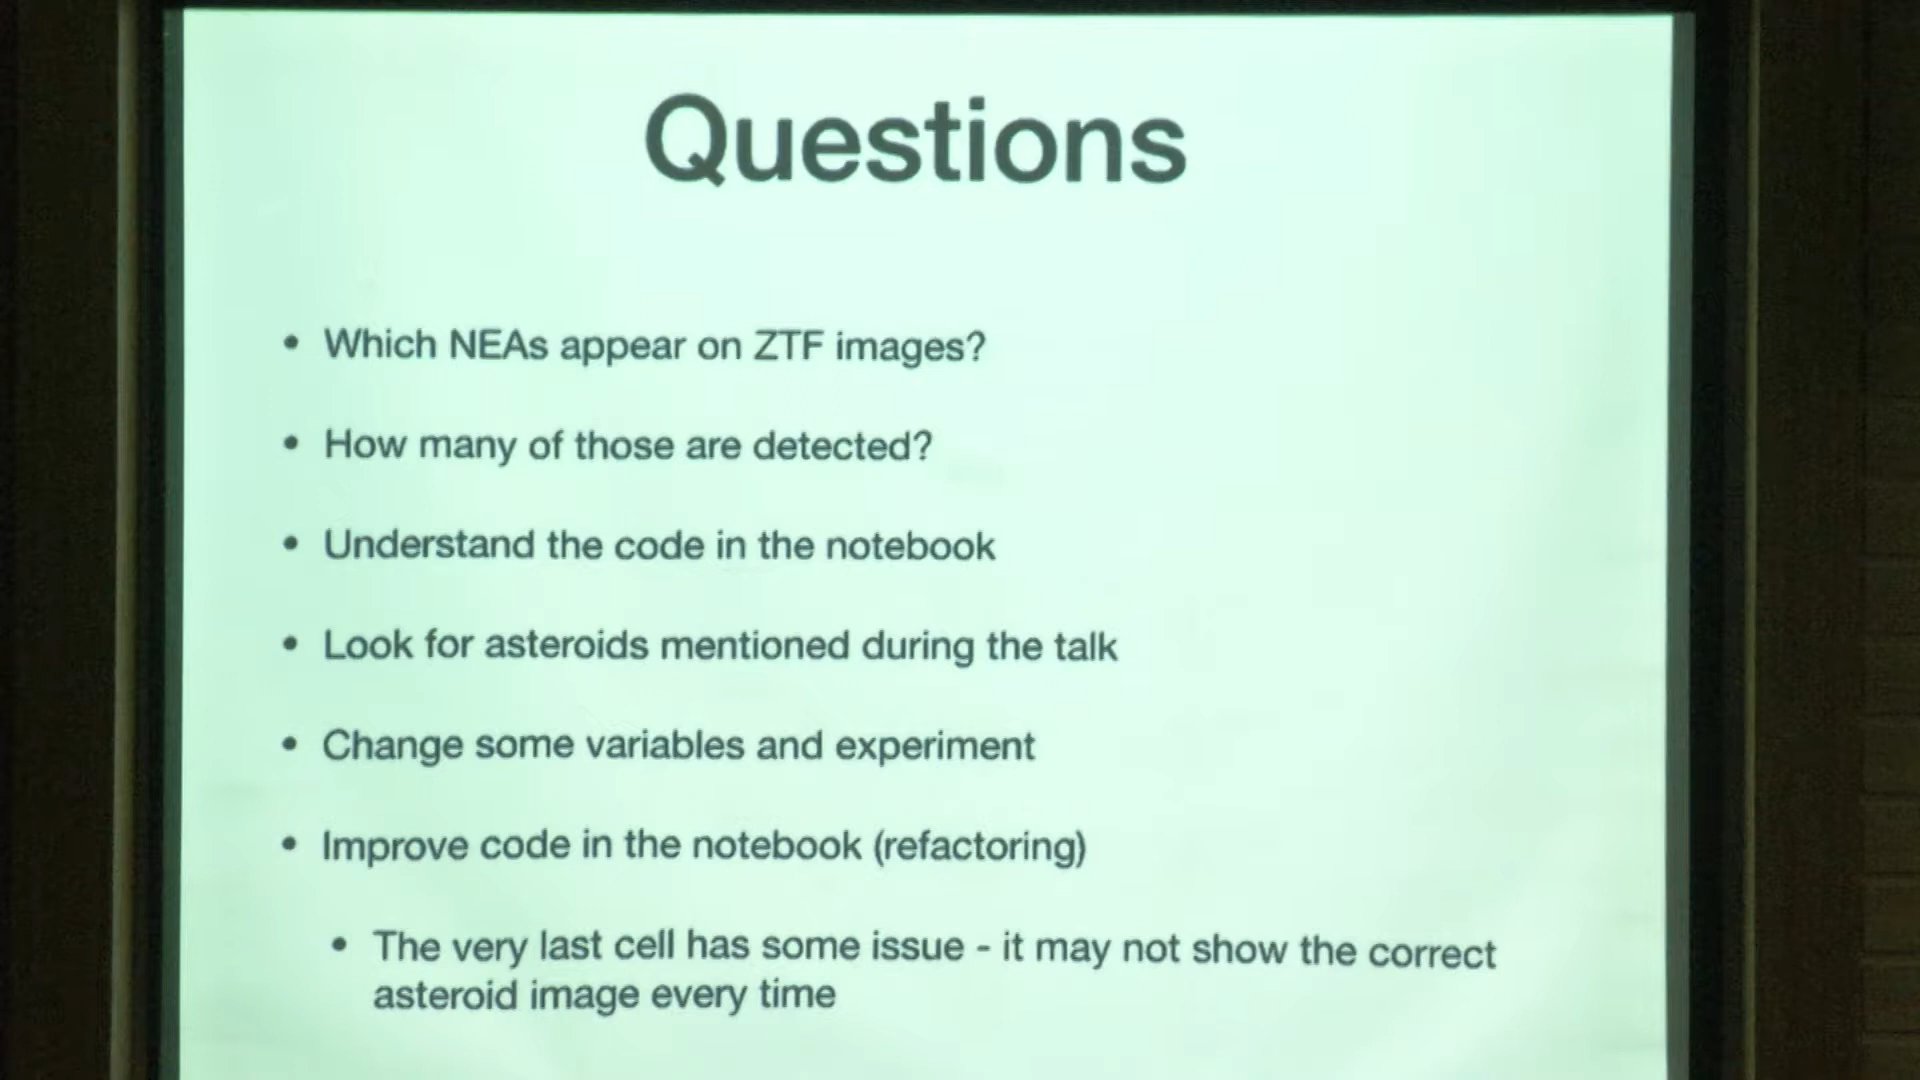 Questions
• Which NEAs appear on ZTF images?
• How many of those are detected?
• Understand the code in the notebook
• Look for asteroids mentioned during the talk
• Change some variables and experiment
• Improve code in the notebook (refactoring)
• The very last cell has some issue - it may not show the correct
asteroid image every time